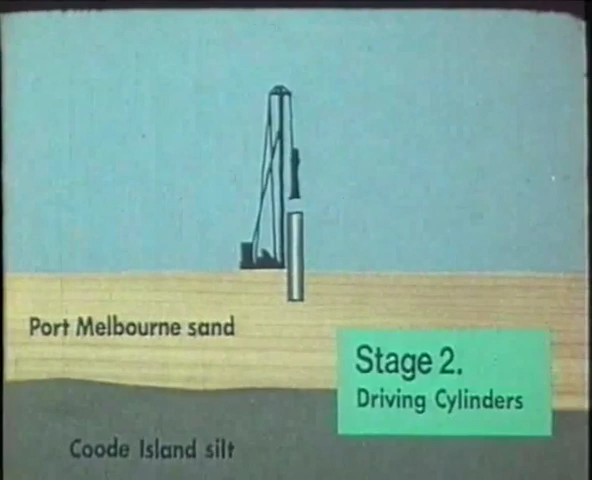 Port Melbourne sand
Stage 2.
Driving Cylinders
Coode Island silt